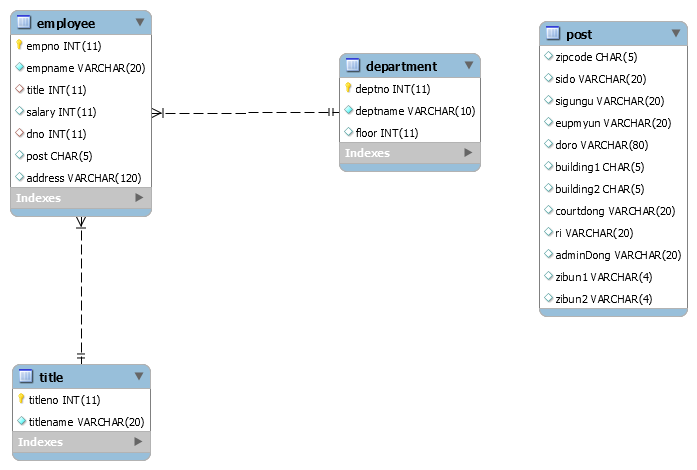 employee
empno INT(11)
empname VARCHAR(20)
title INT(11)
salary INT(11)
dno INT(11)
post CHAR(5)
address VARCHAR(120)
Indexes
department
deptno INT(11)
deptname VARCHAR(10)
floor INT(11)
Indexes
post
zipcode CHAR(5)
sido VARCHAR(20)
sigungu VARCHAR(20)
eupmyun VARCHAR(20)
doro VARCHAR(80)
building1 CHAR(5)
building2 CHAR(5)
courtdong VARCHAR(20)
ri VARCHAR(20)
adminDong VARCHAR(20)
zibun1 VARCHAR(4)
zibun2 VARCHAR(4)
title
titleno INT(11)
titlename VARCHAR(20)
Indexes